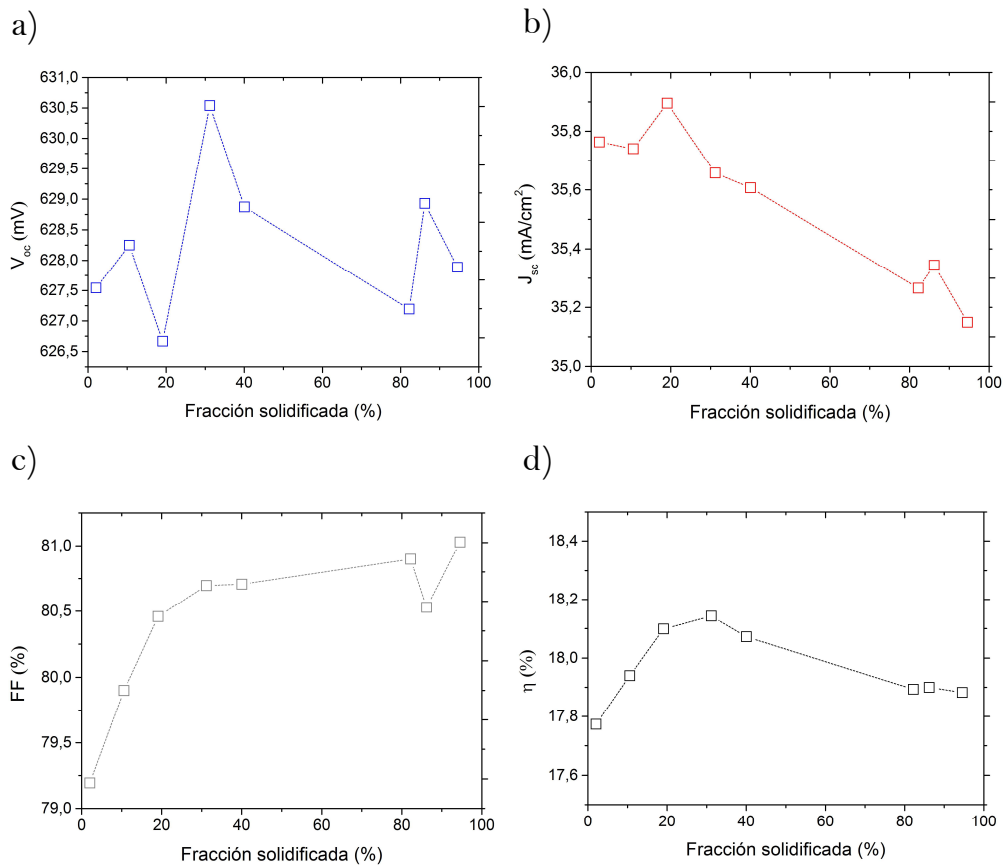 a)
631,0
630,5
630,0
629,5
629,0
628,5
628,0
627,5
627,0
626,5
V_oc (mV)
0 20 40 60 80 100
Fracción solidificada (%)
b)
36,0
35,8
35,6
35,4
35,2
35,0
J_sc (mA/cm²)
0 20 40 60 80 100
Fracción solidificada (%)
c)
81,0
80,5
80,0
79,5
79,0
FF (%)
0 20 40 60 80 100
Fracción solidificada (%)
d)
18,4
18,2
18,0
17,8
17,6
η (%)
0 20 40 60 80 100
Fracción solidificada (%)